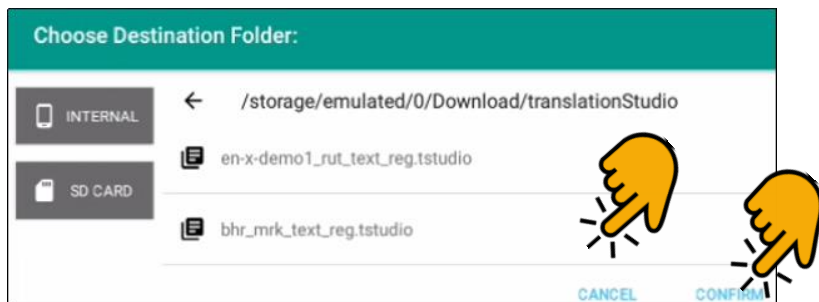 Choose Destination Folder:
INTERNAL
/storage/emulated/0/Download/translationStudio
en-x-demo1_rut_text_reg.tstudio
SD CARD
bhr_mrk_text_reg.tstudio
CANCEL CONFIRM